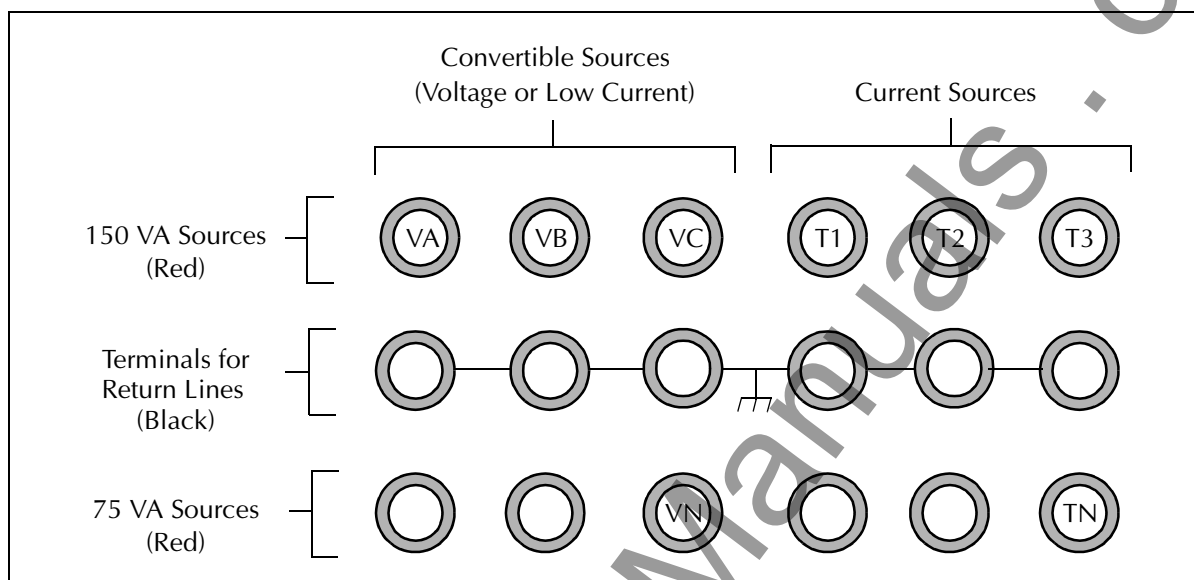 Convertible Sources
(Voltage or Low Current)
Current Sources
150 VA Sources
(Red)
VA
VB
VC
T1
T2
T3
Terminals for
Return Lines
(Black)
75 VA Sources
(Red)
VN
TN
Manuals .